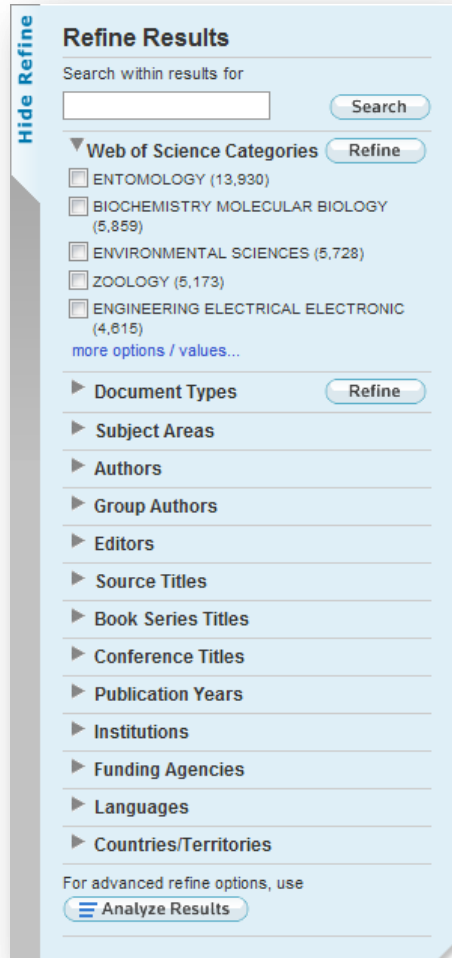 Hide Refine
Refine Results
Search within results for
Search
Web of Science Categories Refine
ENTOMOLOGY (13,930)
BIOCHEMISTRY MOLECULAR BIOLOGY
(5,859)
ENVIRONMENTAL SCIENCES (5,728)
ZOOLOGY (5,173)
ENGINEERING ELECTRICAL ELECTRONIC
(4,615)
more options / values...
Document Types Refine
Subject Areas
Authors
Group Authors
Editors
Source Titles
Book Series Titles
Conference Titles
Publication Years
Institutions
Funding Agencies
Languages
Countries/Territories
For advanced refine options, use
Analyze Results